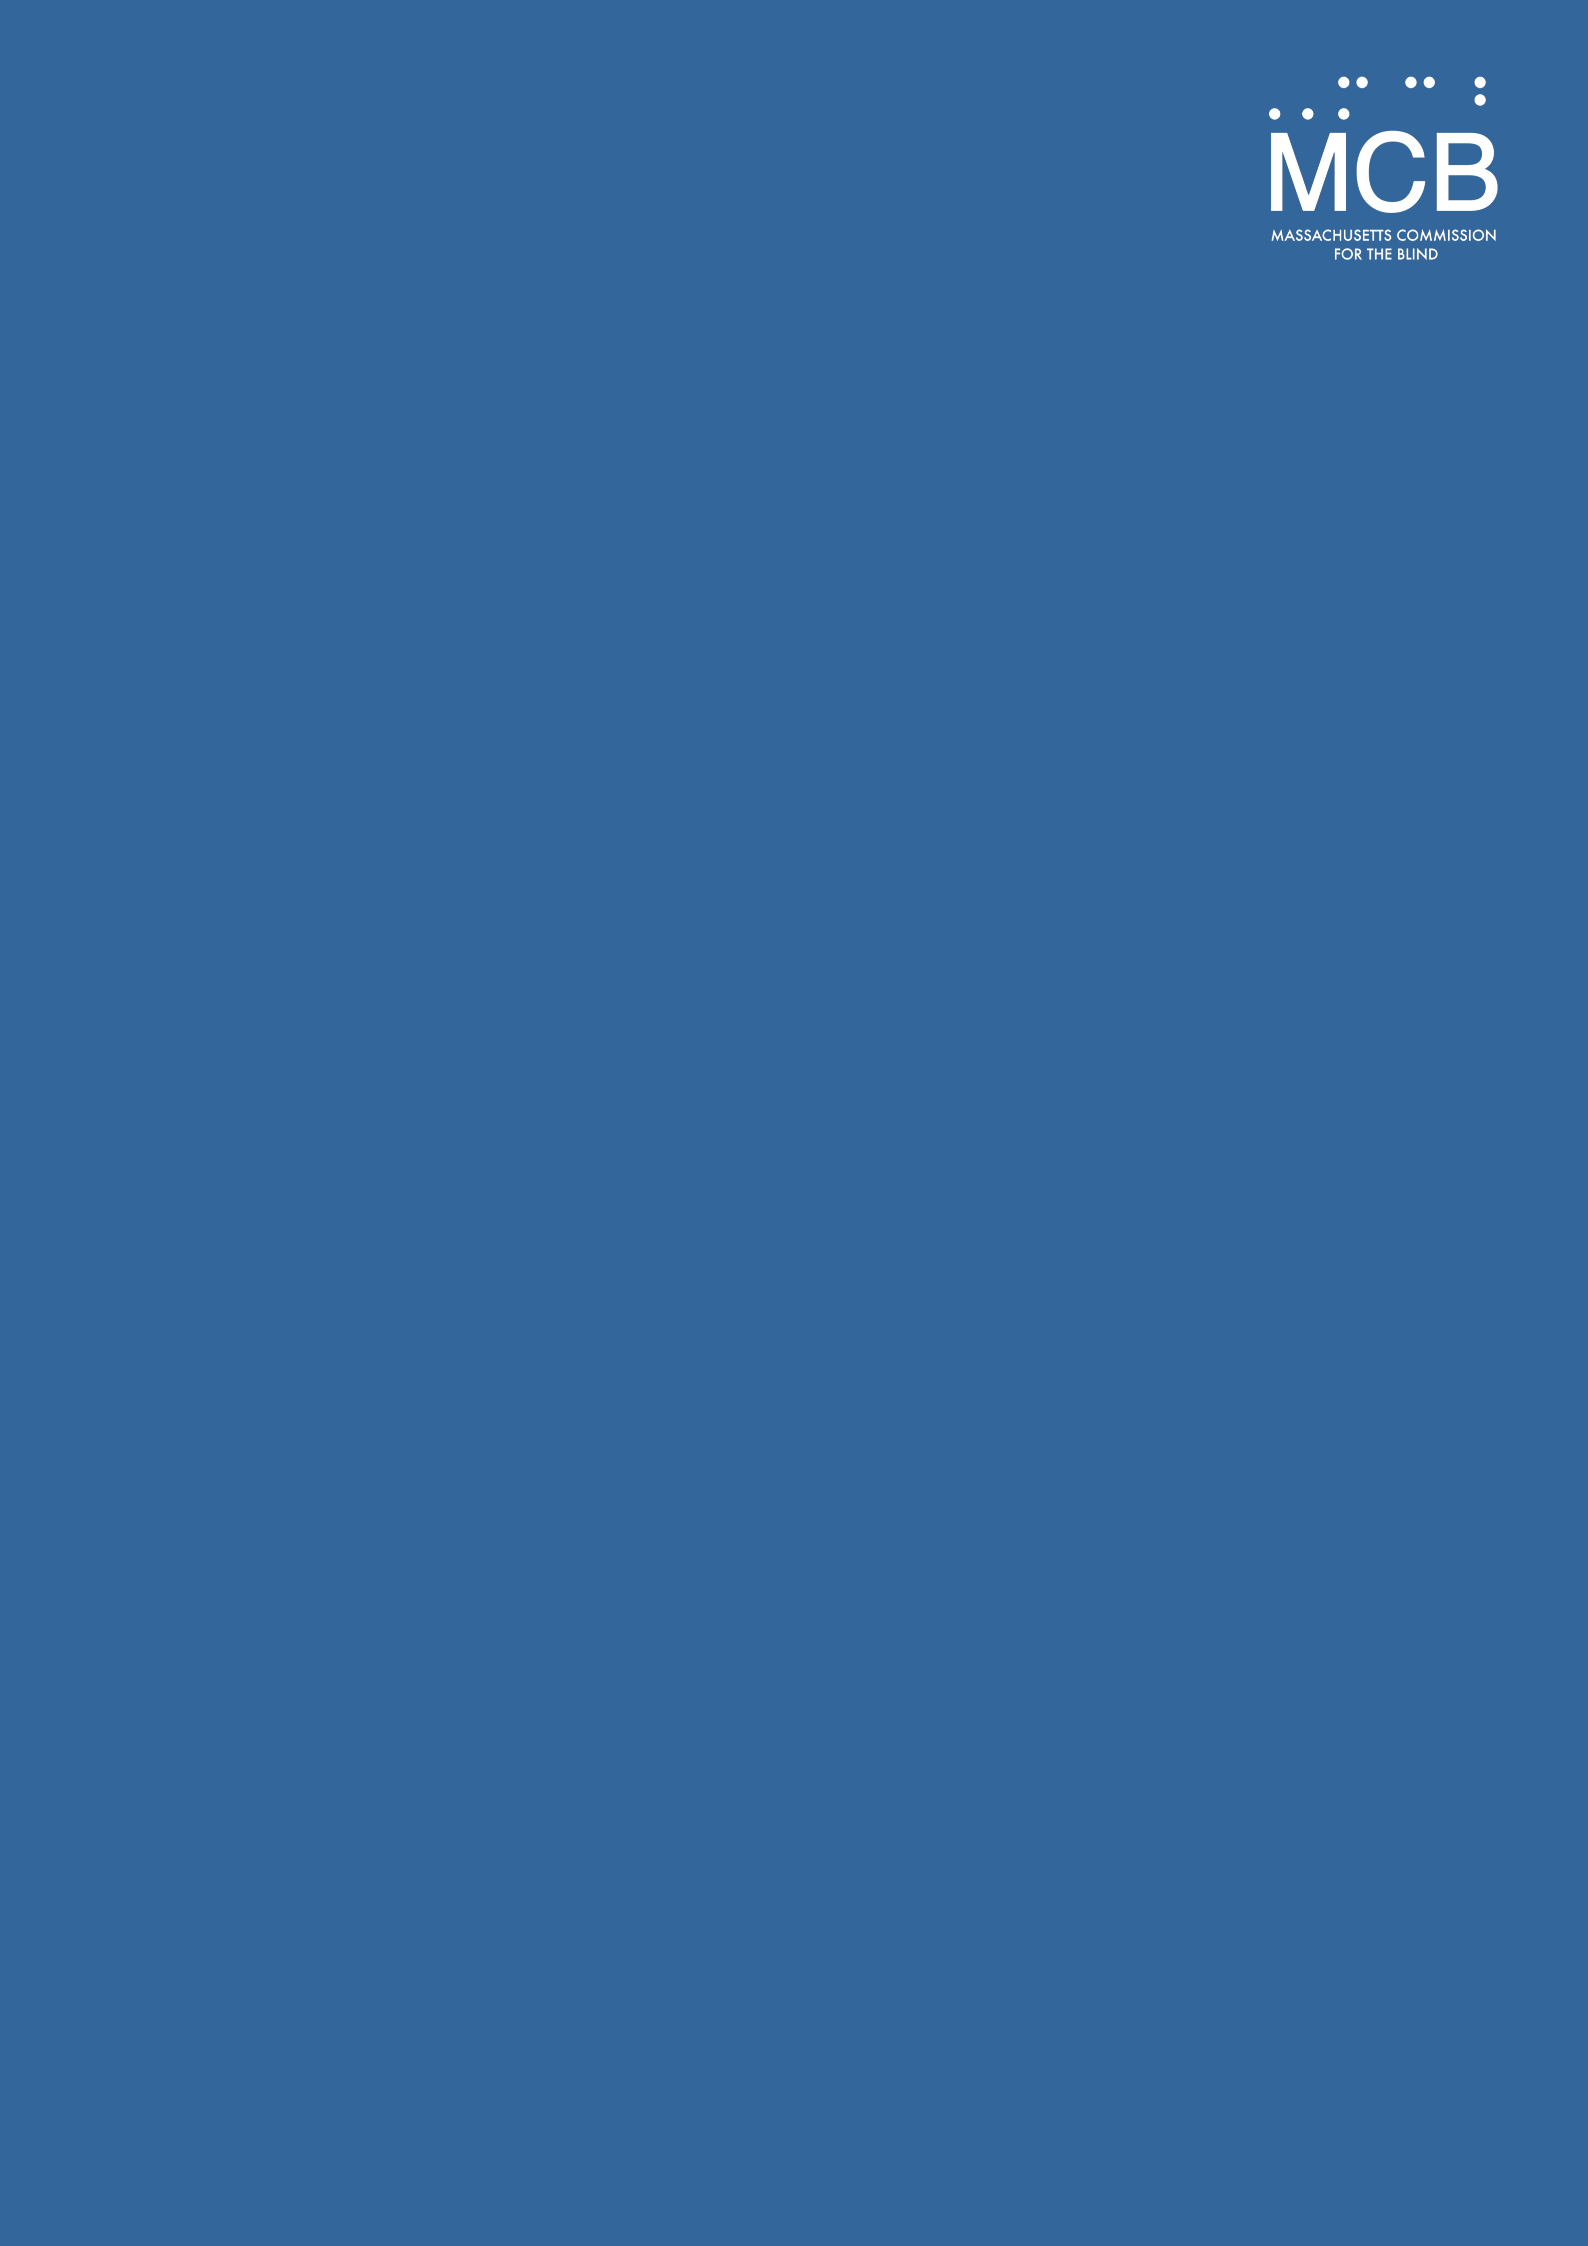 ⠠⠠⠍⠉⠃
MCB
MASSACHUSETTS COMMISSION
FOR THE BLIND